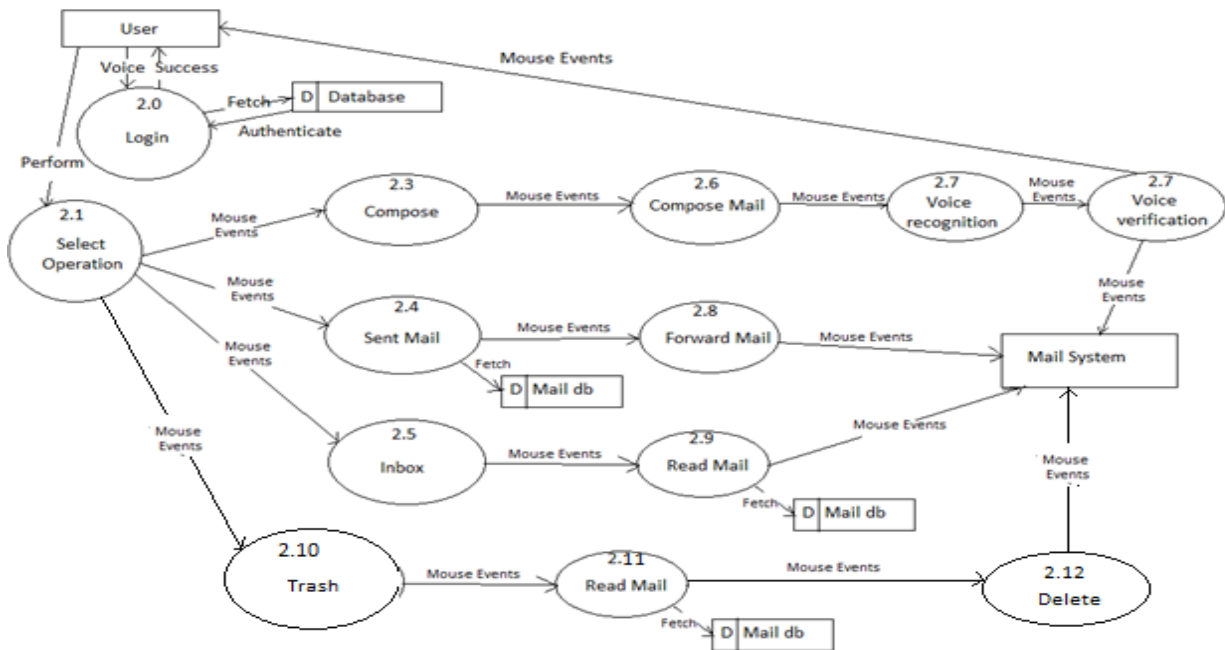 User
Mouse Events
Voice Success
Fetch
D Database
2.0
Login
Authenticate
Perform
2.1
Select
Operation
Mouse
Events
2.3
Compose
Mouse Events
2.6
Compose Mail
Mouse Events
2.7
Voice
recognition
Mouse
Events
2.7
Voice
verification
Mouse
Events
Mouse
Events
2.4
Sent Mail
Mouse Events
2.8
Forward Mail
Mouse Events
Mail System
Fetch
D Mail db
Mouse
Events
2.5
Inbox
Mouse Events
2.9
Read Mail
Mouse Events
Fetch
D Mail db
Mouse
Events
Mouse
Events
2.10
Trash
Mouse Events
2.11
Read Mail
Mouse Events
2.12
Delete
Fetch
D Mail db